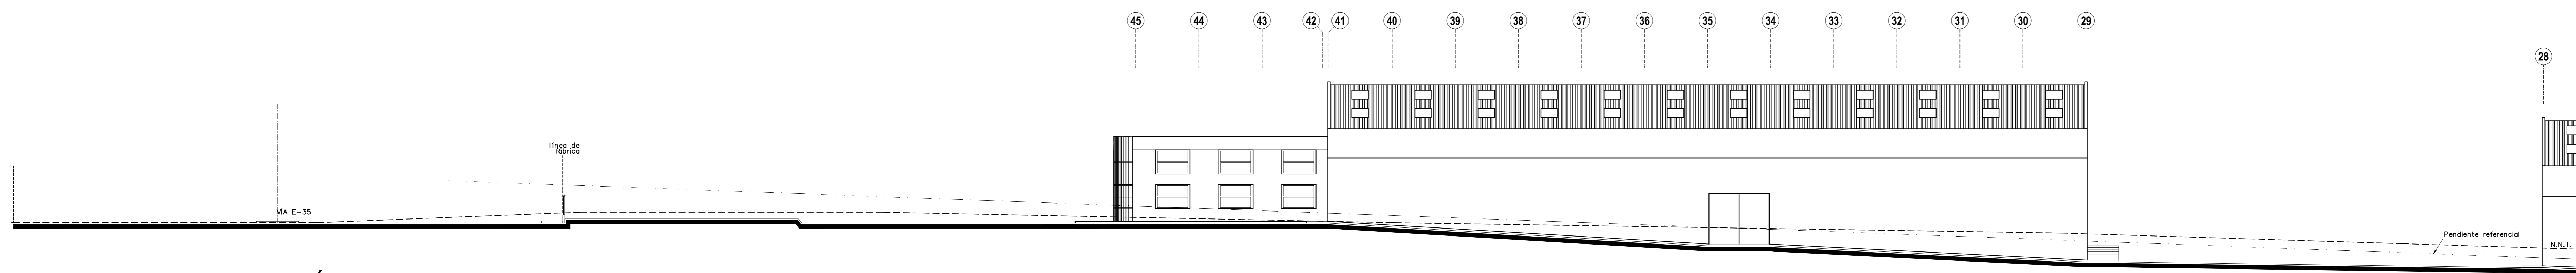 45 44 43 42 41 40 39 38 37 36 35 34 33 32 31 30 29
28
línea de
fábrica
VÍA E-35
Pendiente referencial
N.N.T.